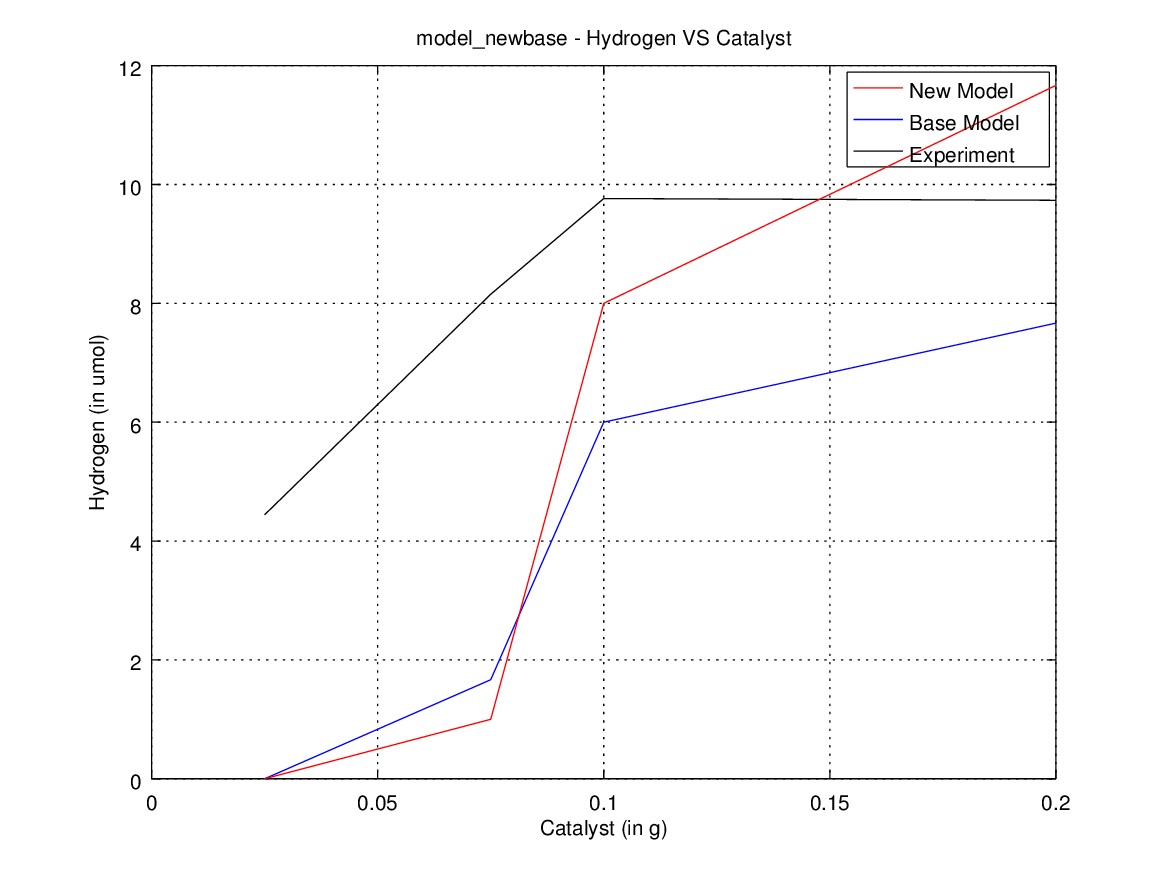 model_newbase - Hydrogen VS Catalyst
12
10
8
6
4
2
0
Hydrogen (in umol)
New Model
Base Model
Experiment
0
0.05
0.1
0.15
0.2
Catalyst (in g)